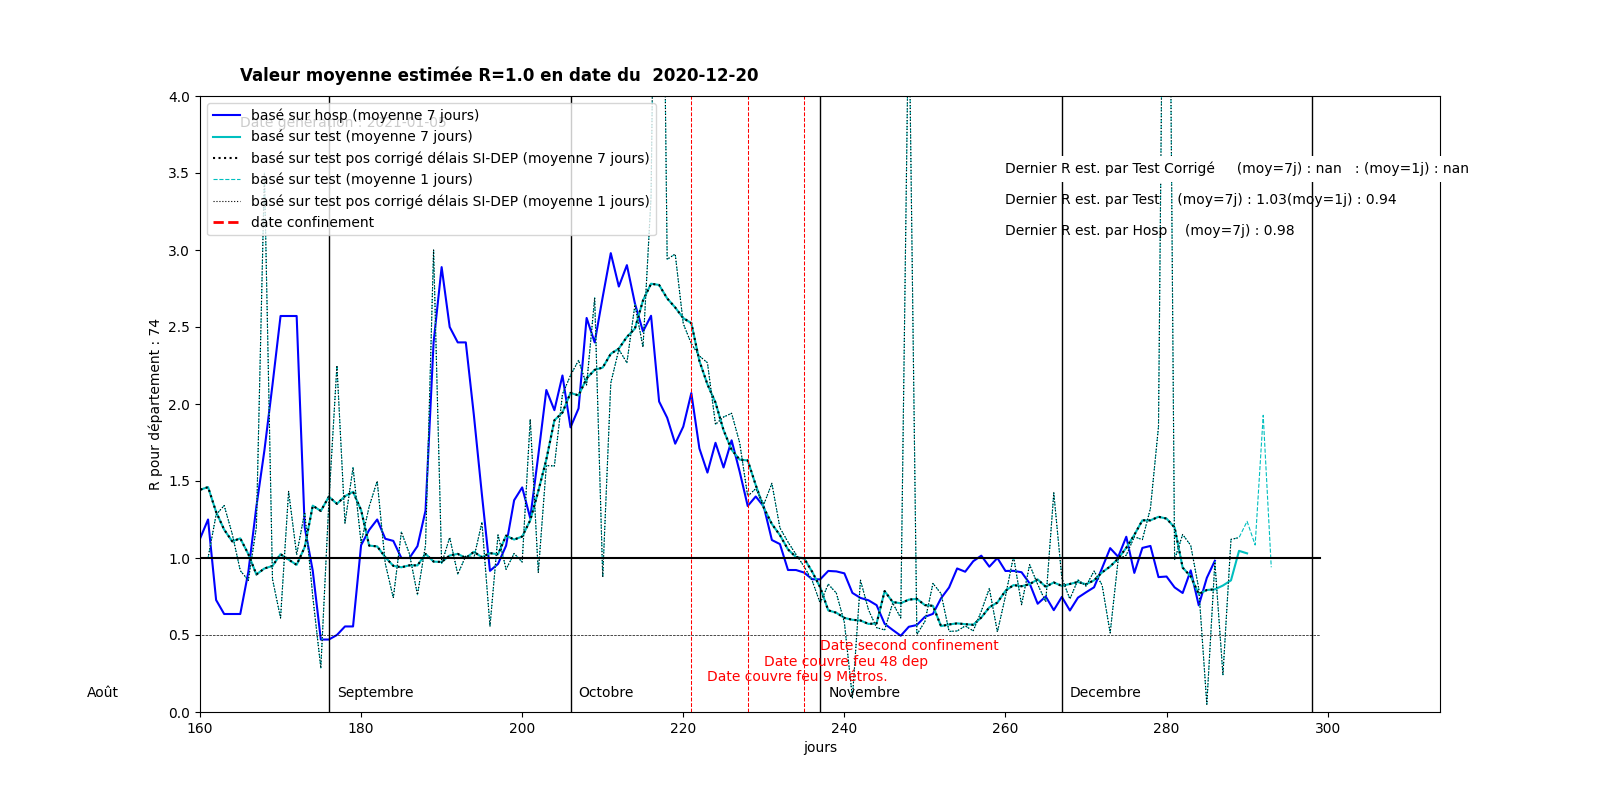 Valeur moyenne estimée R=1.0 en date du  2020-12-20
4.0
basé sur hosp (moyenne 7 jours)
Date génération : 2021-01-05
basé sur test (moyenne 7 jours)
basé sur test pos corrigé délais SI-DEP (moyenne 7 jours)
basé sur test (moyenne 1 jours)
basé sur test pos corrigé délais SI-DEP (moyenne 1 jours)
date confinement
Dernier R est. par Test Corrigé     (moy=7j) : nan   : (moy=1j) : nan
Dernier R est. par Test    (moy=7j) : 1.03(moy=1j) : 0.94
Dernier R est. par Hosp    (moy=7j) : 0.98
3.5
3.0
2.5
2.0
1.5
1.0
0.5
0.0
R pour département : 74
Date second confinement
Date couvre feu 48 dep
Date couvre feu 9 Métros.
Août
Septembre
Octobre
Novembre
Decembre
160
180
200
220
240
260
280
300
jours